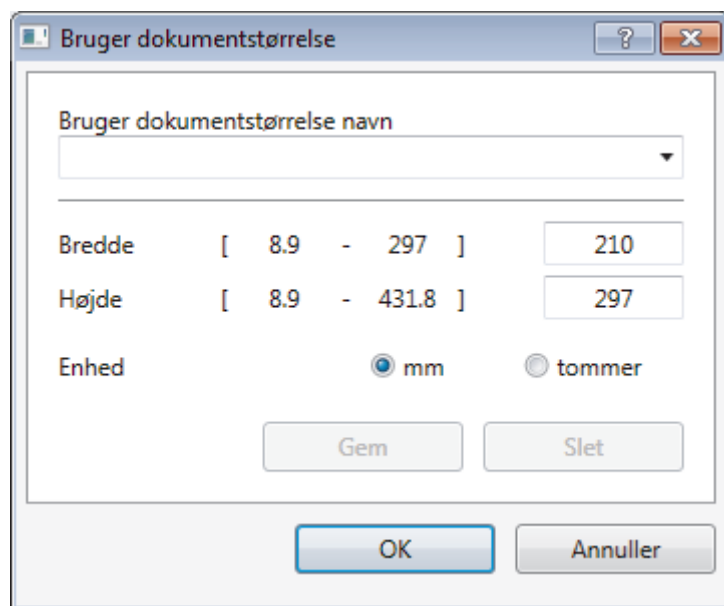 Bruger dokumentstørrelse
Bruger dokumentstørrelse navn
Bredde [ 8.9 - 297 ] 210
Højde [ 8.9 - 431.8 ] 297
Enhed mm tommer
Gem Slet
OK Annuller